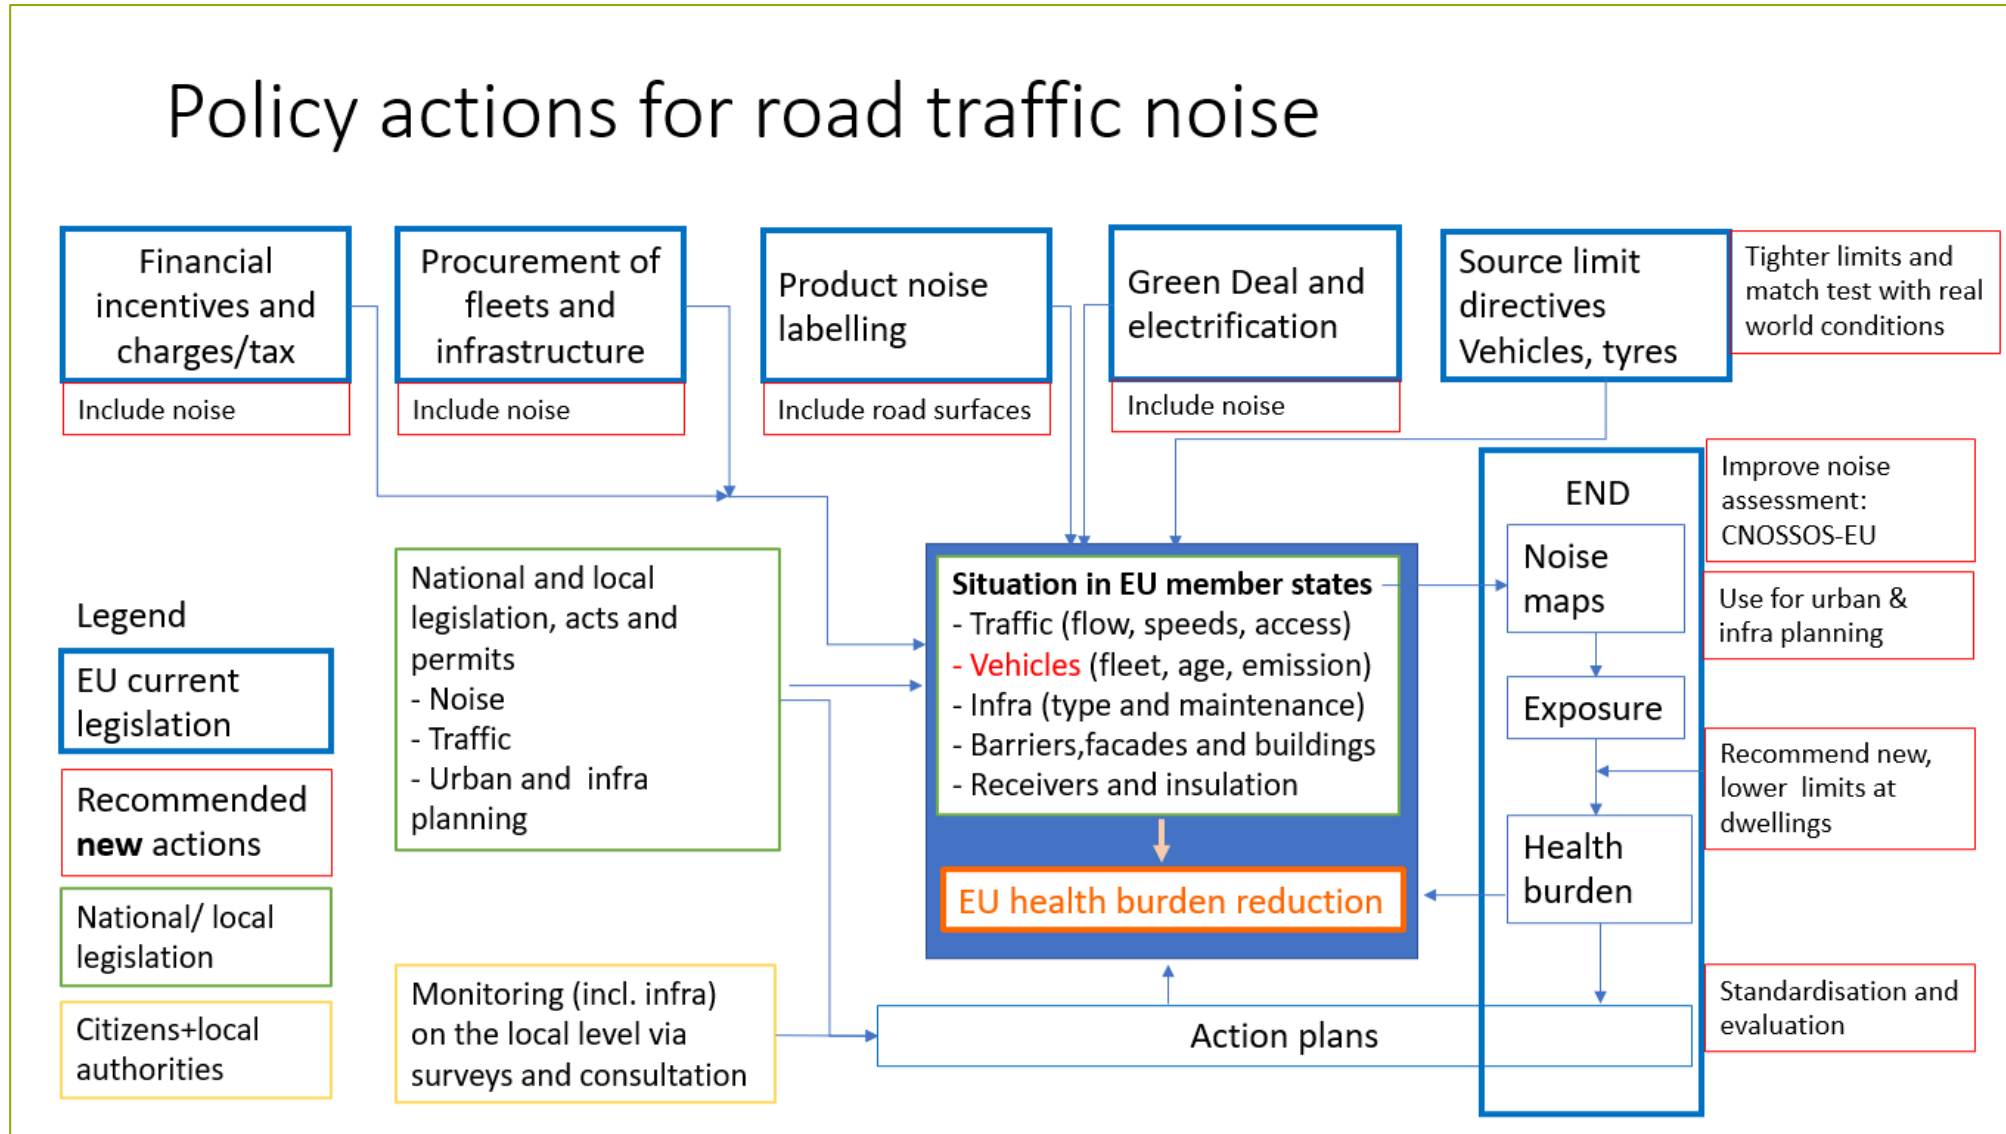 Policy actions for road traffic noise
Financial
incentives and
charges/tax
Include noise
Procurement of
fleets and
infrastructure
Include noise
Product noise
labelling
Include road surfaces
Green Deal and
electrification
Include noise
Source limit
directives
Vehicles, tyres
Tighter limits and
match test with real
world conditions
Legend
EU current
legislation
Recommended
new actions
National/ local
legislation
Citizens+local
authorities
National and local
legislation, acts and
permits
- Noise
- Traffic
- Urban and  infra
planning
Monitoring (incl. infra)
on the local level via
surveys and consultation
Situation in EU member states
- Traffic (flow, speeds, access)
- Vehicles (fleet, age, emission)
- Infra (type and maintenance)
- Barriers,facades and buildings
- Receivers and insulation
EU health burden reduction
Action plans
END
Noise
maps
Exposure
Health
burden
Improve noise
assessment:
CNOSSOS-EU
Use for urban &
infra planning
Recommend new,
lower  limits at
dwellings
Standardisation and
evaluation